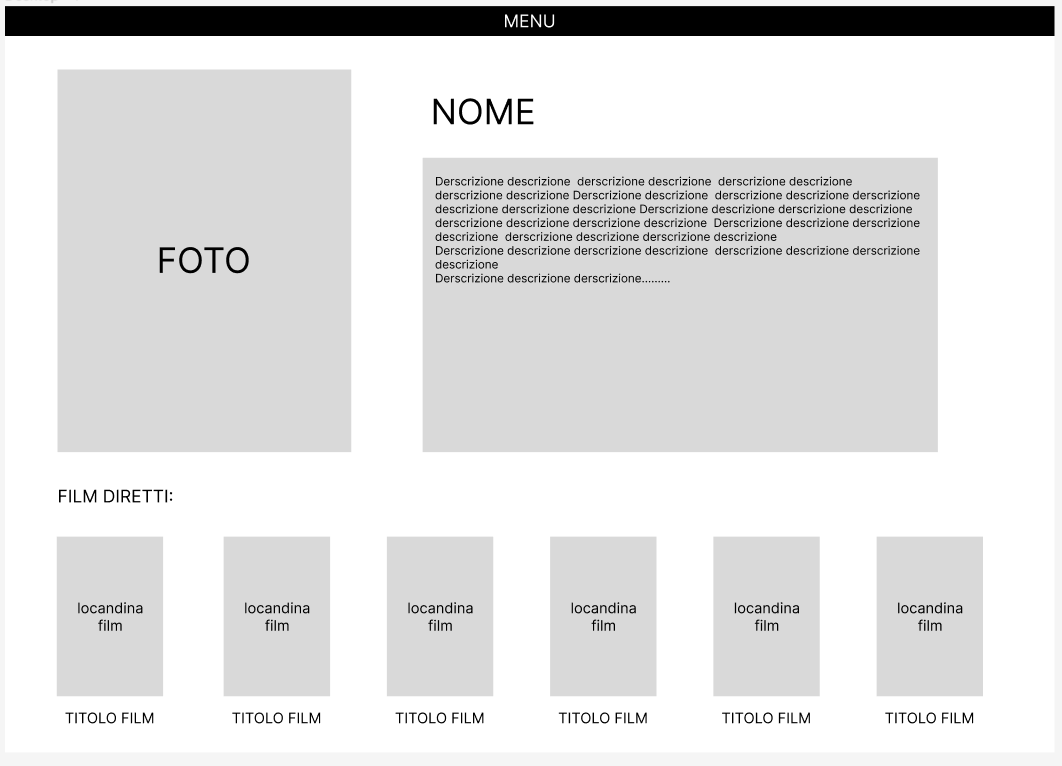 MENU
FOTO
NOME
Derscrizione descrizione  derscrizione descrizione  derscrizione descrizione
derscrizione descrizione Derscrizione descrizione  derscrizione descrizione derscrizione
descrizione derscrizione descrizione Derscrizione descrizione derscrizione descrizione
derscrizione descrizione derscrizione descrizione  Derscrizione descrizione derscrizione
descrizione  derscrizione descrizione derscrizione descrizione
Derscrizione descrizione derscrizione descrizione  derscrizione descrizione derscrizione
descrizione
Derscrizione descrizione derscrizione.........
FILM DIRETTI:
locandina
film
locandina
film
locandina
film
locandina
film
locandina
film
locandina
film
TITOLO FILM
TITOLO FILM
TITOLO FILM
TITOLO FILM
TITOLO FILM
TITOLO FILM